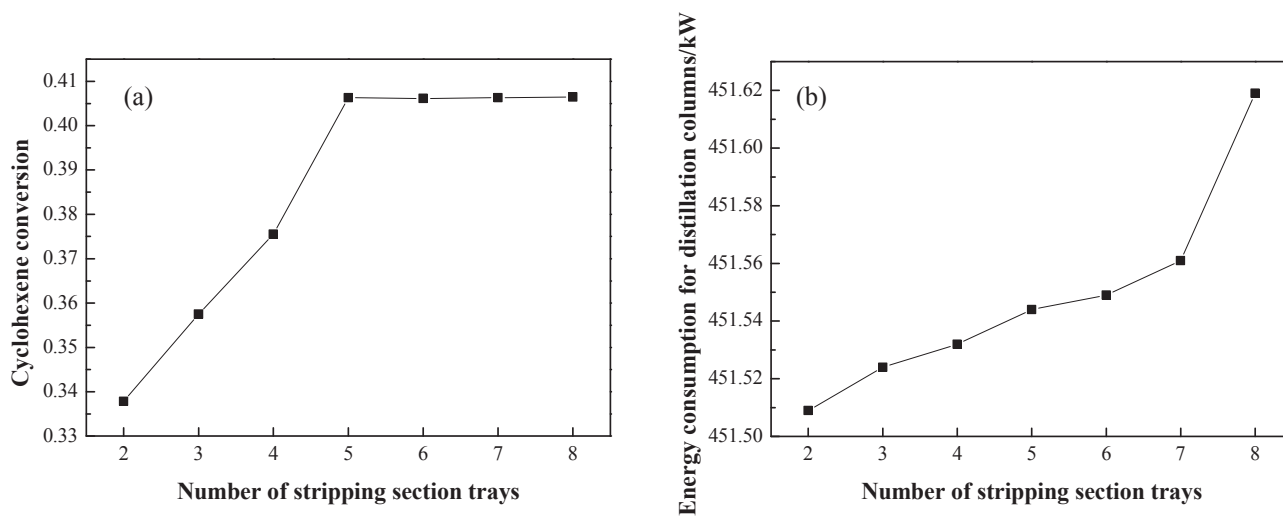 (a)
Cyclohexene conversion
0.41
0.40
0.39
0.38
0.37
0.36
0.35
0.34
0.33
2 3 4 5 6 7 8
Number of stripping section trays
(b)
Energy consumption for distillation columns/kW
451.62
451.60
451.58
451.56
451.54
451.52
451.50
2 3 4 5 6 7 8
Number of stripping section trays